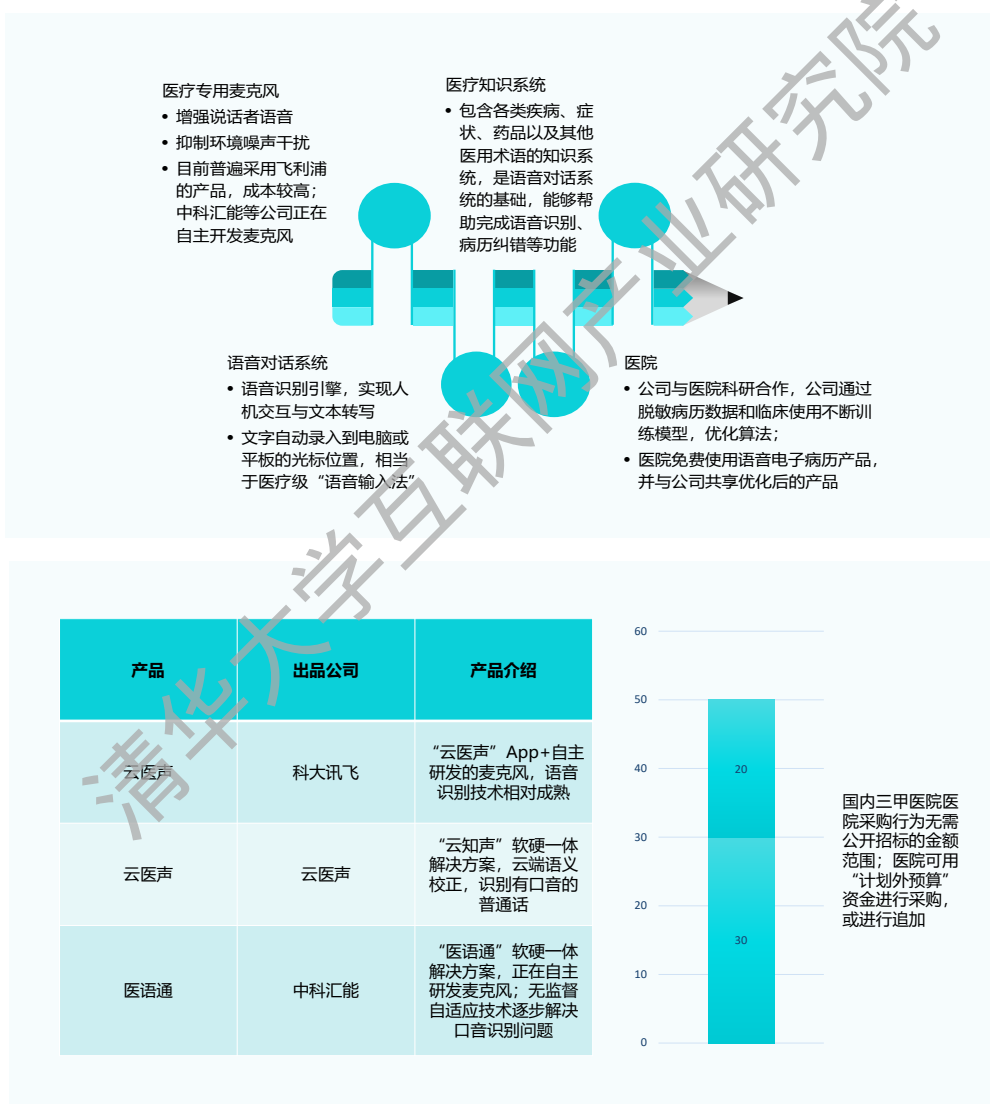 医疗专用麦克风
• 增强说话者语音
• 抑制环境噪声干扰
• 目前普遍采用飞利浦
的产品，成本较高；
中科汇能等公司正在
自主开发麦克风
医疗知识系统
• 包含各类疾病、症
状、药品以及其他
医用术语的知识系
统，是语音对话系
统的基础，能够帮
助完成语音识别、
病历纠错等功能
语音对话系统
• 语音识别引擎，实现人
机交互与文本转写
• 文字自动录入到电脑或
平板的光标位置，相当
于医疗级“语音输入法”
医院
• 公司与医院科研合作，公司通过
脱敏病历数据和临床使用不断训
练模型，优化算法；
• 医院免费使用语音电子病历产品，
并与公司共享优化后的产品
清华大学互联网产业研究院
产品 出品公司 产品介绍
云医声 科大讯飞
“云医声”App+自主
研发的麦克风，语音
识别技术相对成熟
云医声 云医声
“云知声”软硬一体
解决方案，云端语义
校正，识别有口音的
普通话
医语通 中科汇能
“医语通”软硬一体
解决方案，正在自主
研发麦克风；无监督
自适应技术逐步解决
口音识别问题
60
50
40
30
20
10
0
20
30
国内三甲医院医
院采购行为无需
公开招标的金额
范围；医院可用
“计划外预算”
资金进行采购，
或进行追加